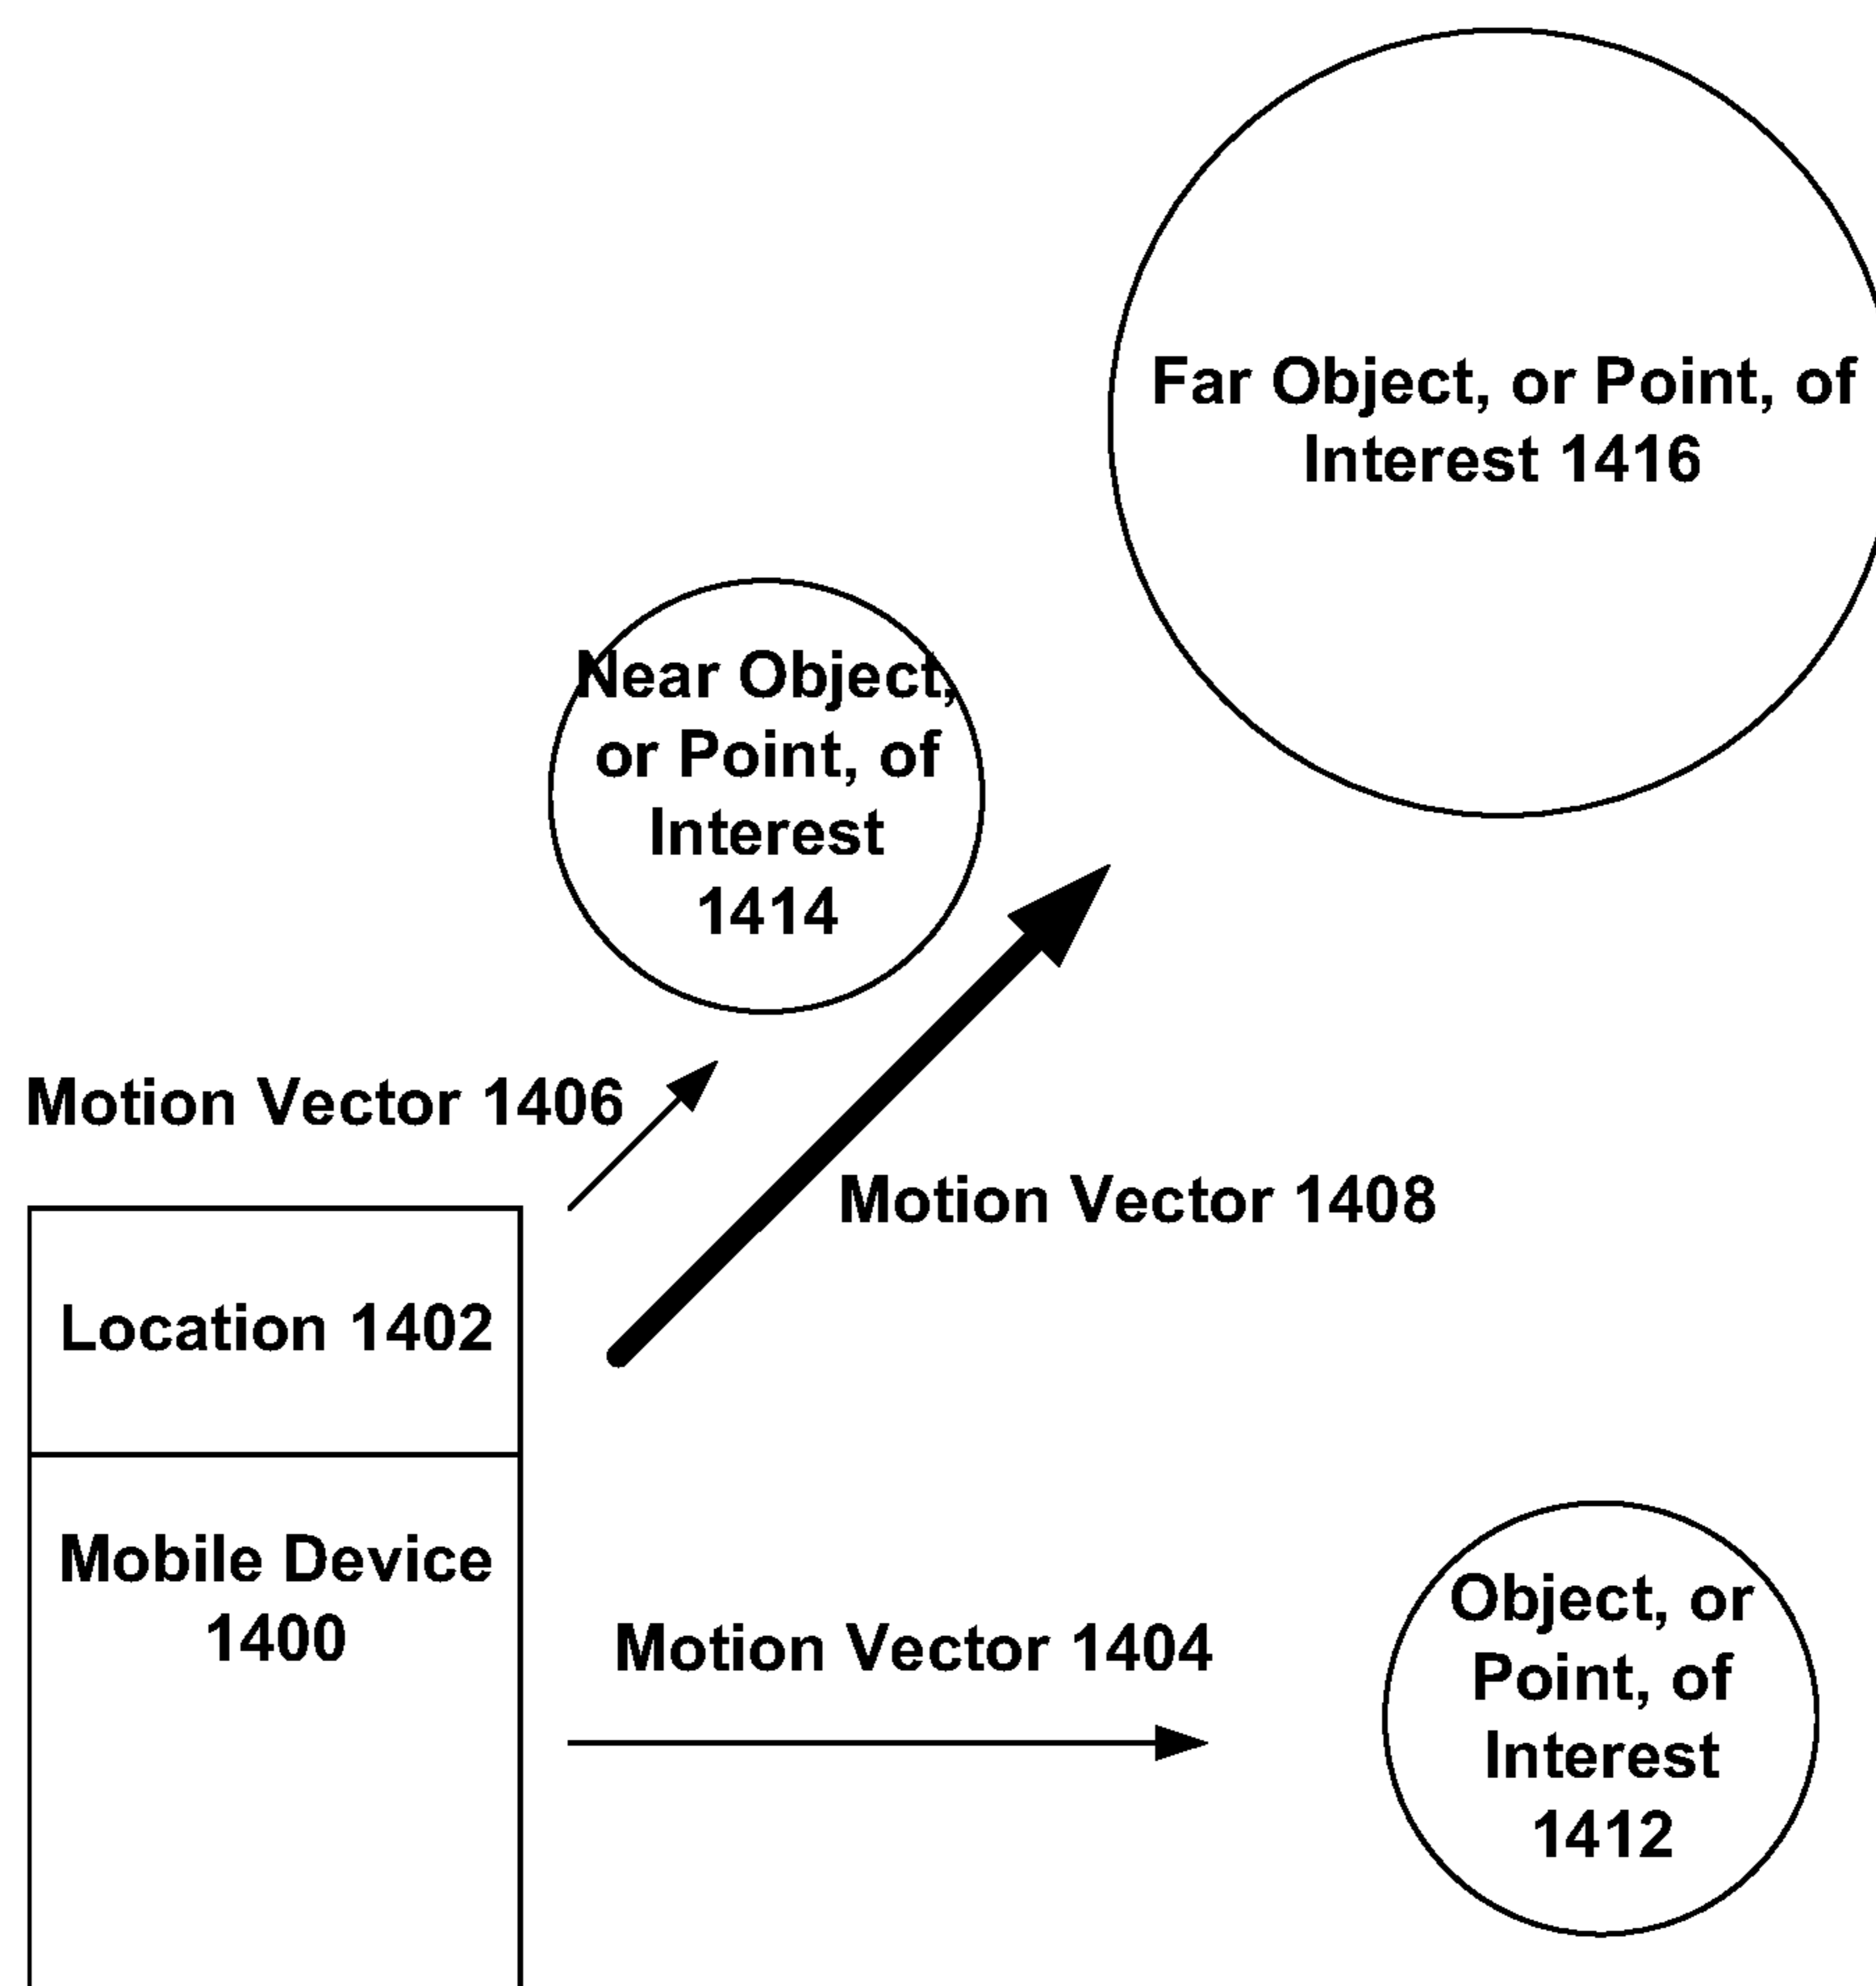 Far Object, or Point, of
Interest 1416
Near Object,
or Point, of
Interest
1414
Motion Vector 1406
Motion Vector 1408
Location 1402
Mobile Device
1400
Motion Vector 1404
Object, or
Point, of
Interest
1412